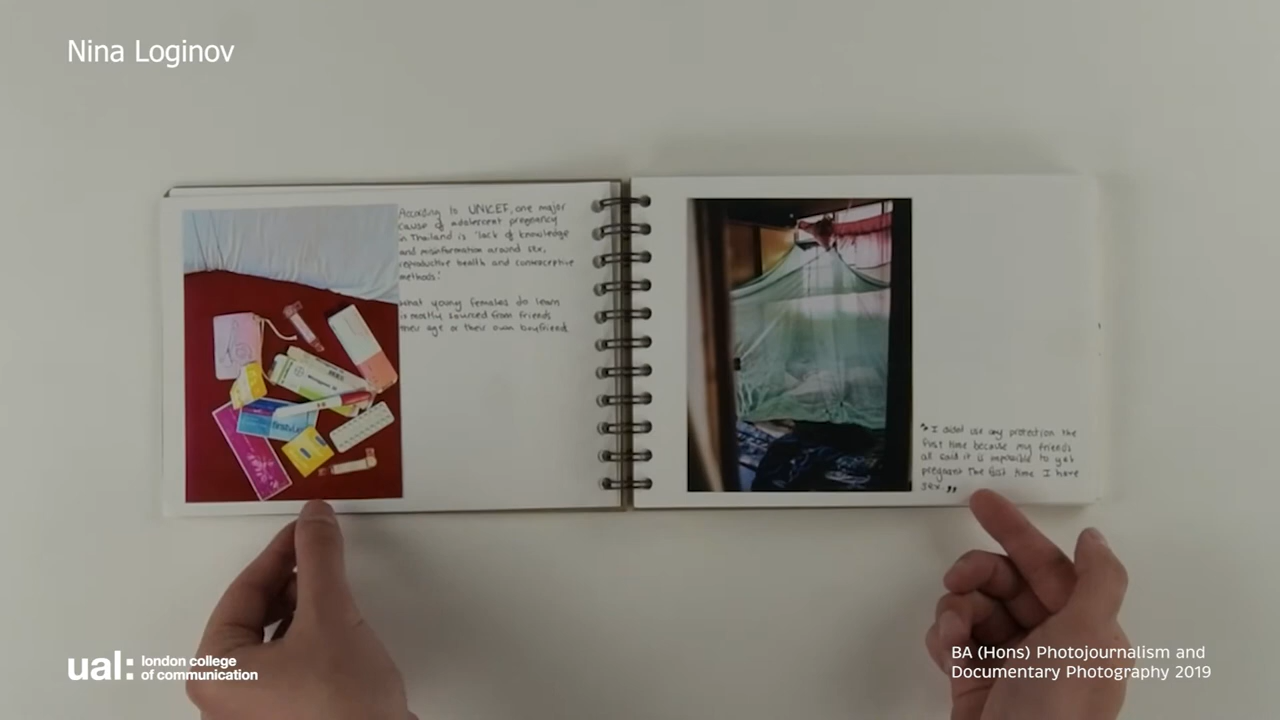 Nina Loginov
According to UNICEF, one major
cause of adolescent pregnancy
in Thailand is 'lack of knowledge
and misinformation around sex,
reproductive health and contraceptive
methods.'
What young females do learn
is mostly sourced from friends
their age or their own boyfriend.
"I didnt use any protection the
first time because my friends
all said it is impossible to get
pregnant the first time I have
sex."
ual: london college
of communication
BA (Hons) Photojournalism and
Documentary Photography 2019